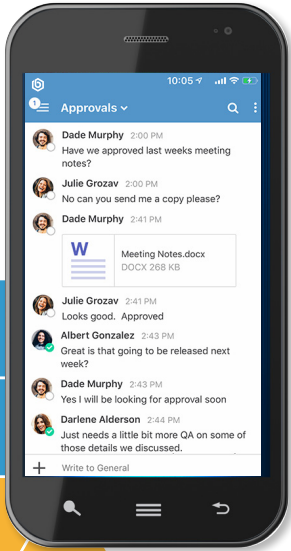 10:05
1
Approvals
Dade Murphy 2:00 PM
Have we approved last weeks meeting
notes?
Julie Grozav 2:00 PM
No can you send me a copy please?
Dade Murphy 2:41 PM
W
Meeting Notes.docx
DOCX 268 KB
Julie Grozav 2:41 PM
Looks good. Approved
Albert Gonzalez 2:43 PM
Great is that going to be released next
week?
Dade Murphy 2:43 PM
Yes I will be looking for approval soon
Darlene Alderson 2:44 PM
Just needs a little bit more QA on some of
those details we discussed.
+ Write to General